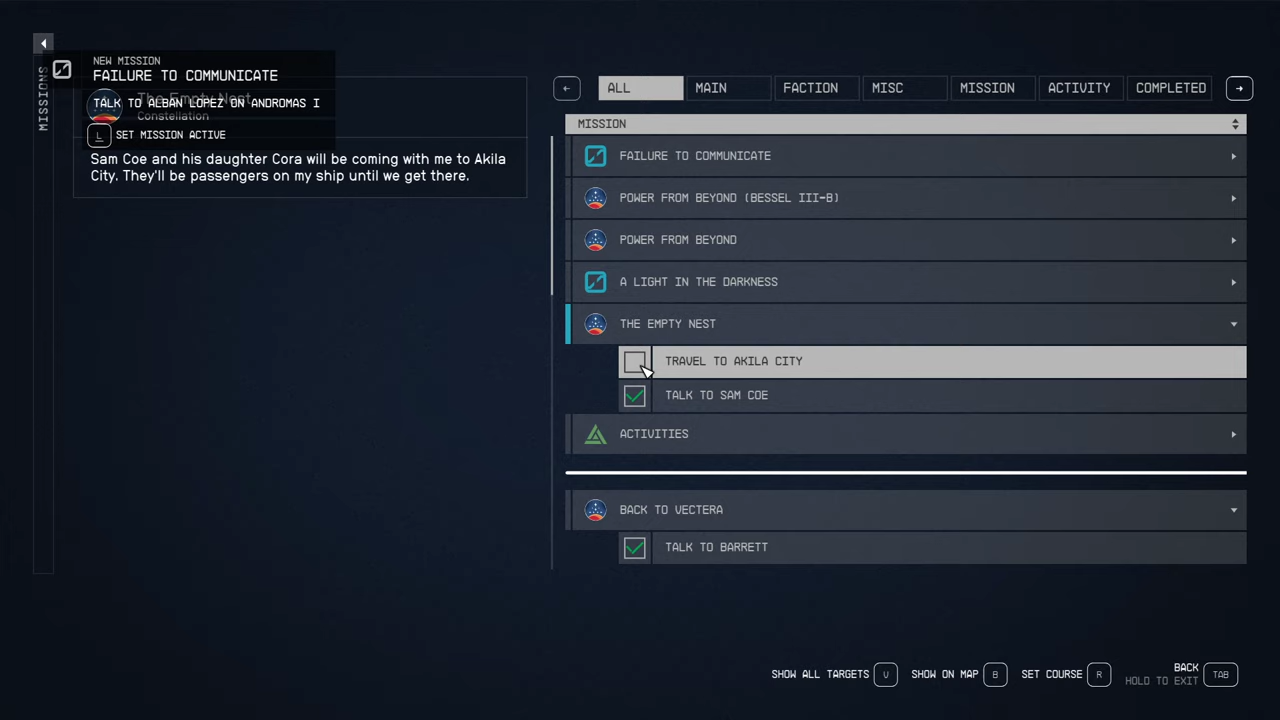 MISSIONS
NEW MISSION
FAILURE TO COMMUNICATE
The Empty Nest
TALK TO ALBAN LOPEZ ON ANDROMAS I
Constellation
L SET MISSION ACTIVE
Sam Coe and his daughter Cora will be coming with me to Akila
City. They'll be passengers on my ship until we get there.
ALL MAIN FACTION MISC MISSION ACTIVITY COMPLETED
MISSION
FAILURE TO COMMUNICATE
POWER FROM BEYOND (BESSEL III-B)
POWER FROM BEYOND
A LIGHT IN THE DARKNESS
THE EMPTY NEST
TRAVEL TO AKILA CITY
TALK TO SAM COE
ACTIVITIES
BACK TO VECTERA
TALK TO BARRETT
SHOW ALL TARGETS V SHOW ON MAP B SET COURSE R BACK TAB
HOLD TO EXIT